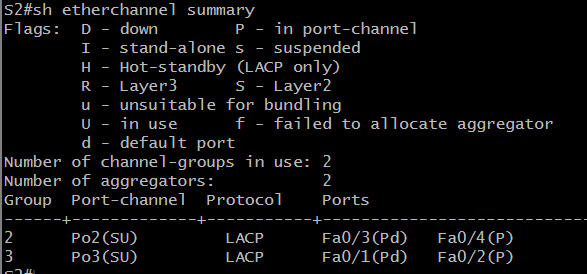 S2#sh etherchannel summary
Flags:  D - down         P - in port-channel
        I - stand-alone s - suspended
        H - Hot-standby (LACP only)
        R - Layer3       S - Layer2
        u - unsuitable for bundling
        U - in use       f - failed to allocate aggregator
        d - default port
Number of channel-groups in use: 2
Number of aggregators:           2
Group  Port-channel  Protocol    Ports
------+-------------+-----------+----------------------------
2      Po2(SU)         LACP      Fa0/3(Pd)   Fa0/4(P)
3      Po3(SU)         LACP      Fa0/1(Pd)   Fa0/2(P)
S2#